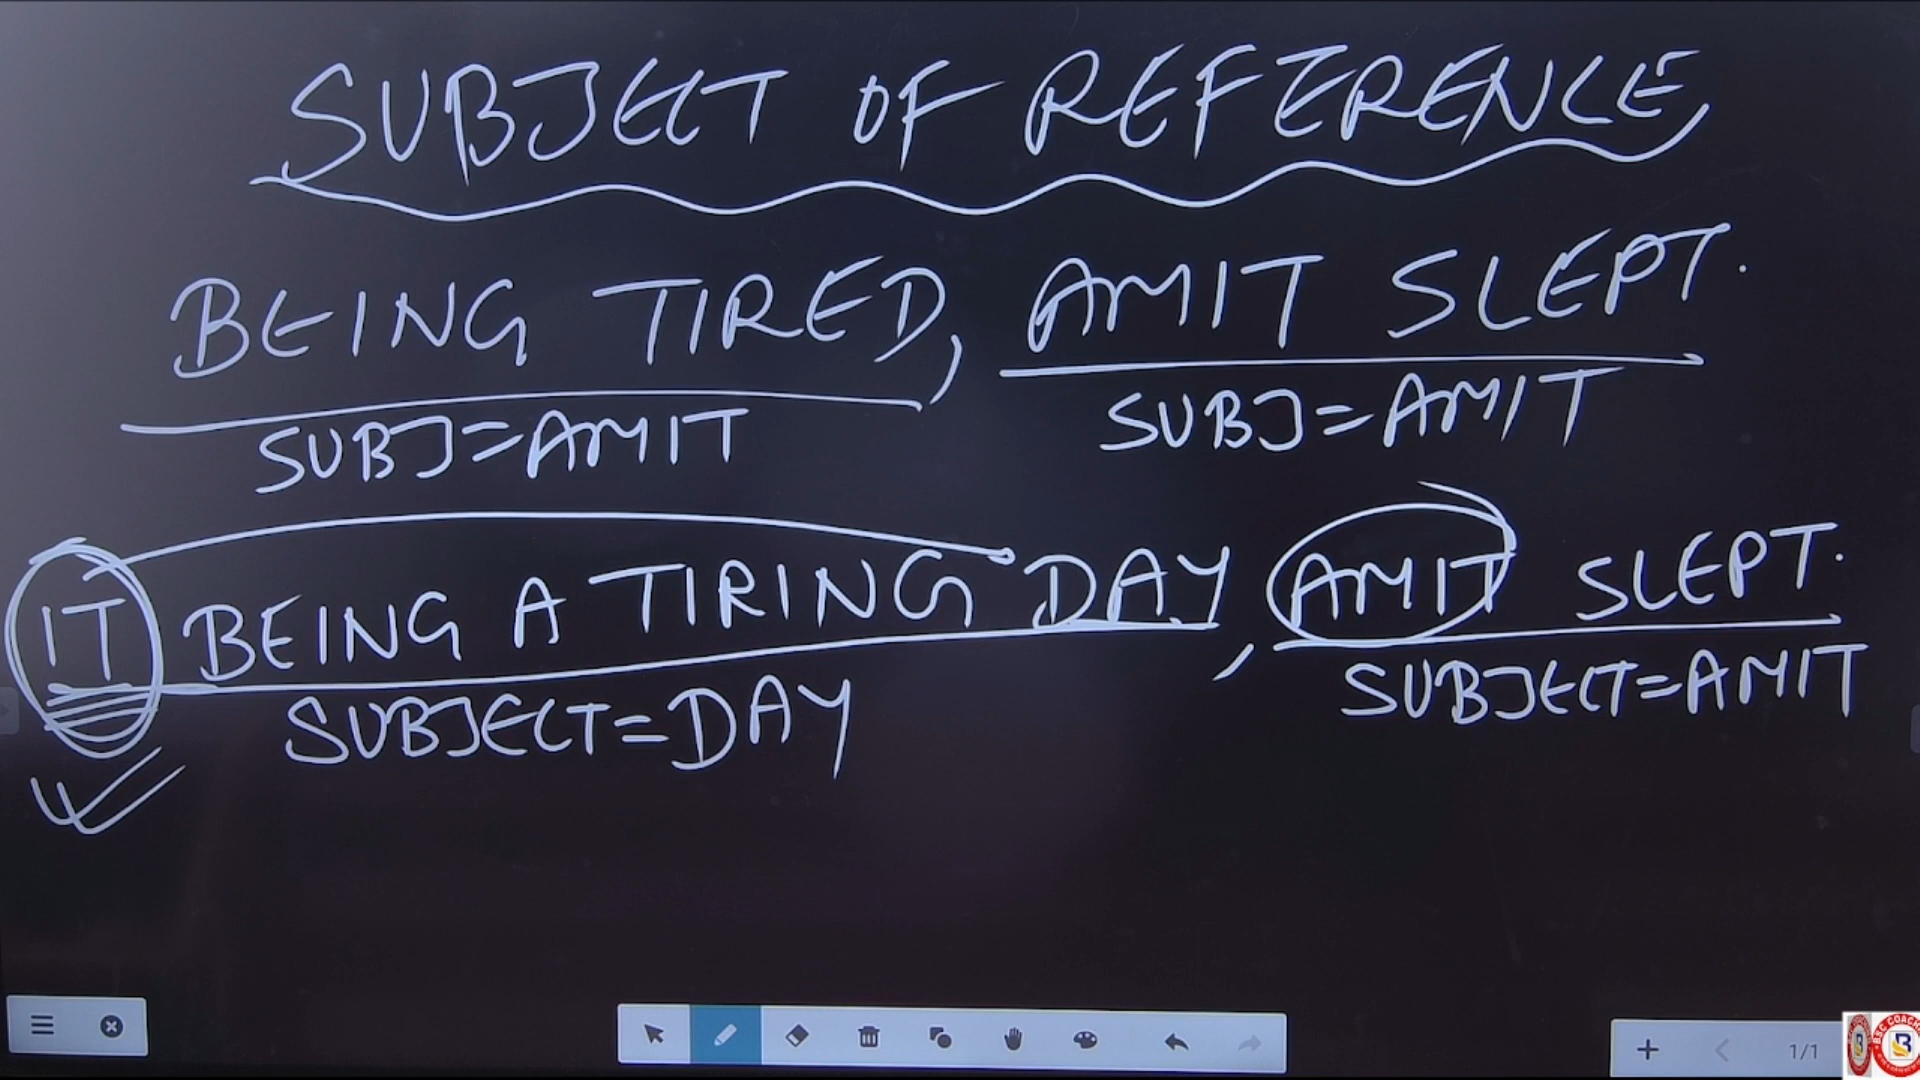 SUBJECT OF REFERENCE
BEING TIRED, AMIT SLEPT.
SUBJ=AMIT SUBJ=AMIT
IT BEING A TIRING DAY, AMIT SLEPT.
SUBJECT=DAY SUBJECT=AMIT
1/1